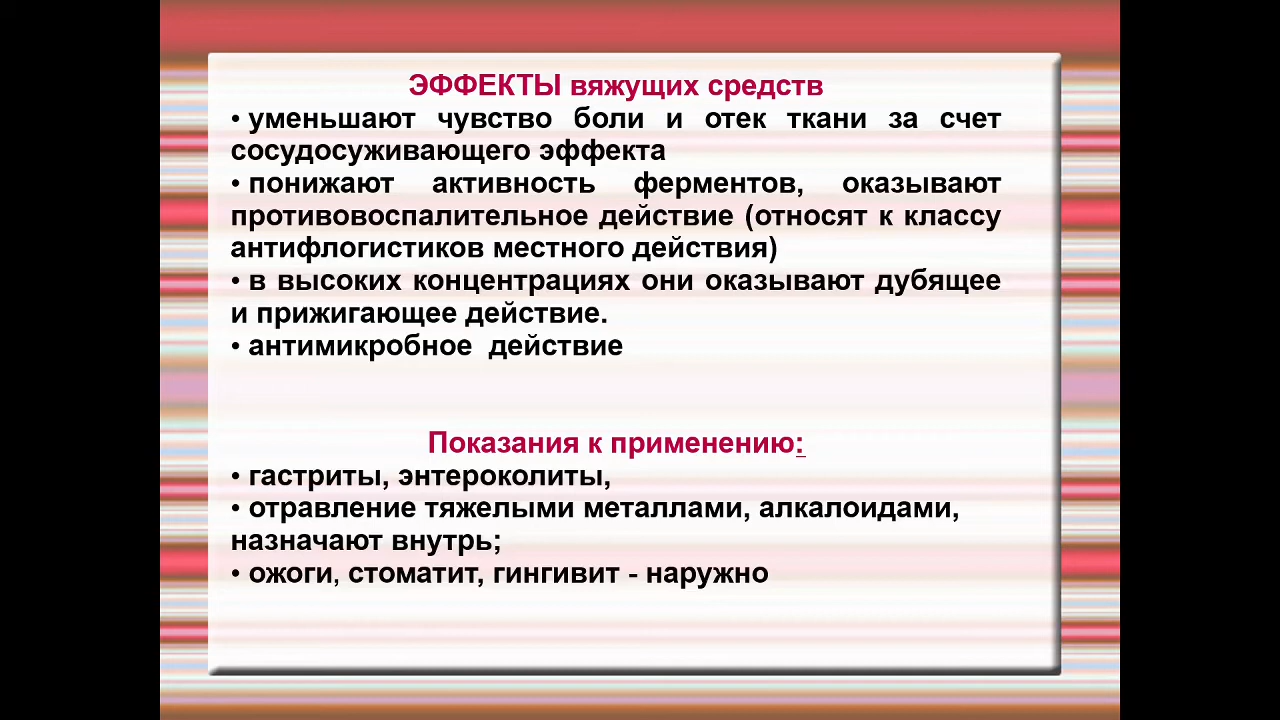 ЭФФЕКТЫ вяжущих средств
• уменьшают чувство боли и отек ткани за счет
сосудосуживающего эффекта
• понижают активность ферментов, оказывают
противовоспалительное действие (относят к классу
антифлогистиков местного действия)
• в высоких концентрациях они оказывают дубящее
и прижигающее действие.
• антимикробное действие
Показания к применению:
• гастриты, энтероколиты,
• отравление тяжелыми металлами, алкалоидами,
назначают внутрь;
• ожоги, стоматит, гингивит - наружно